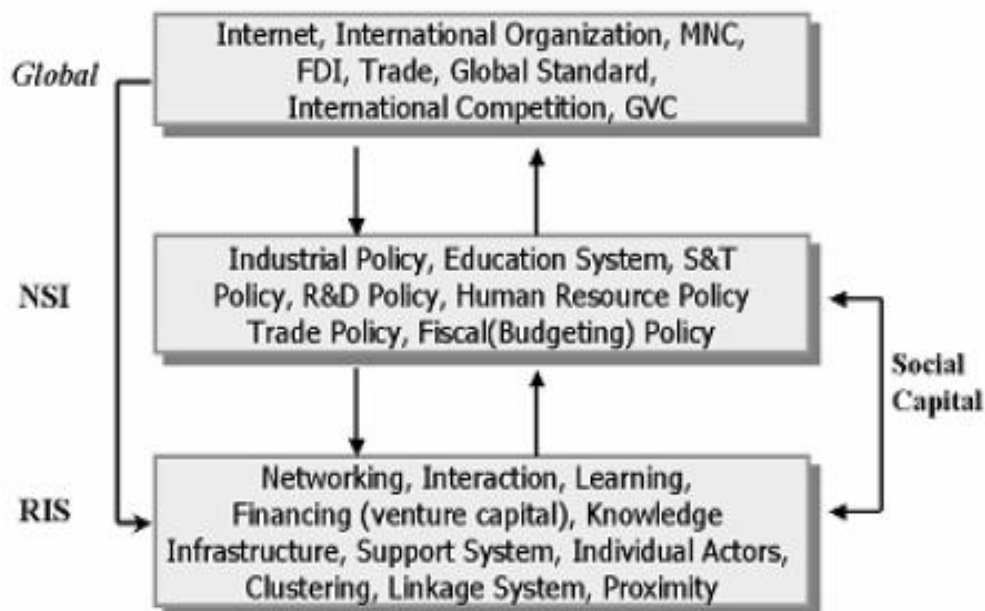 Internet, International Organization, MNC,
FDI, Trade, Global Standard,
International Competition, GVC
Global
Industrial Policy, Education System, S&T
Policy, R&D Policy, Human Resource Policy
Trade Policy, Fiscal(Budgeting) Policy
NSI
Social
Capital
Networking, Interaction, Learning,
Financing (venture capital), Knowledge
Infrastructure, Support System, Individual Actors,
Clustering, Linkage System, Proximity
RIS